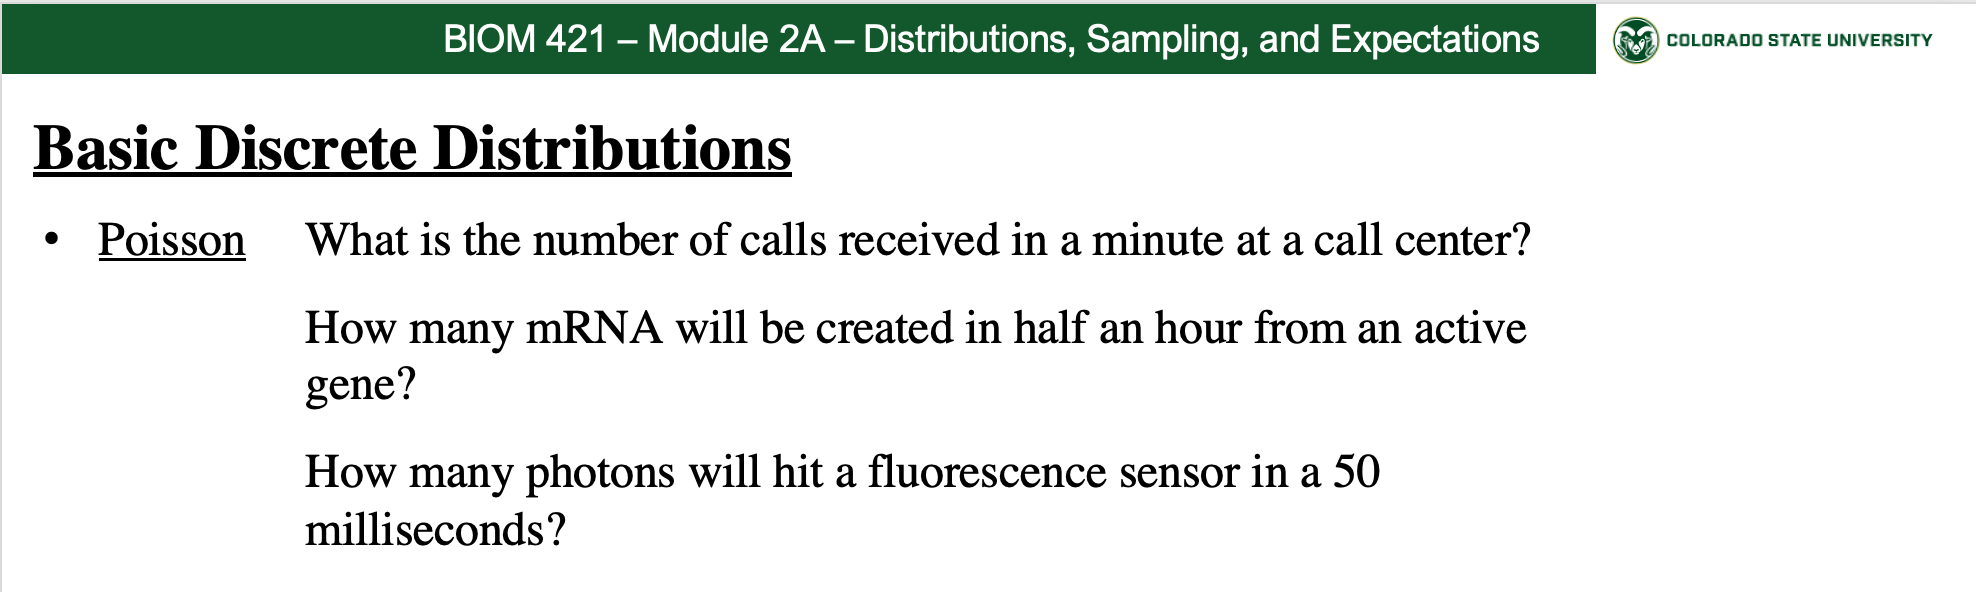 BIOM 421 – Module 2A – Distributions, Sampling, and Expectations
COLORADO STATE UNIVERSITY
Basic Discrete Distributions
• Poisson What is the number of calls received in a minute at a call center?
How many mRNA will be created in half an hour from an active
gene?
How many photons will hit a fluorescence sensor in a 50
milliseconds?